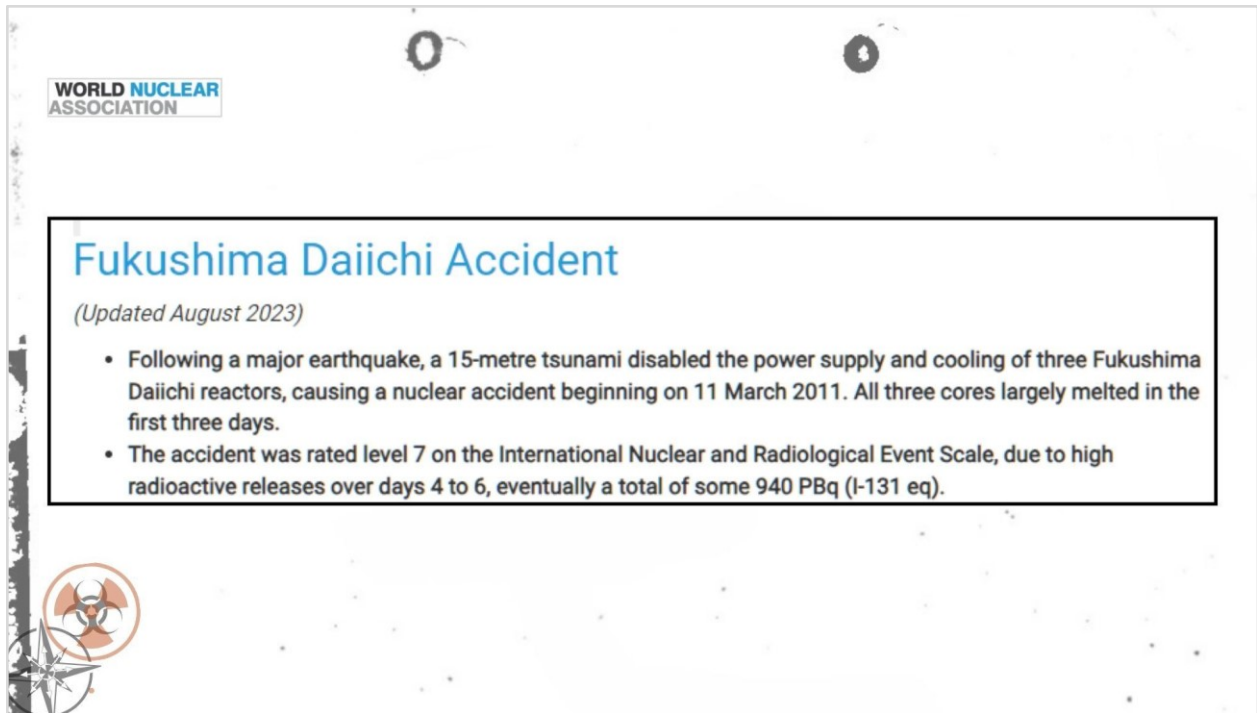 WORLD NUCLEAR
ASSOCIATION
Fukushima Daiichi Accident
(Updated August 2023)
• Following a major earthquake, a 15-metre tsunami disabled the power supply and cooling of three Fukushima
Daiichi reactors, causing a nuclear accident beginning on 11 March 2011. All three cores largely melted in the
first three days.
• The accident was rated level 7 on the International Nuclear and Radiological Event Scale, due to high
radioactive releases over days 4 to 6, eventually a total of some 940 PBq (I-131 eq).